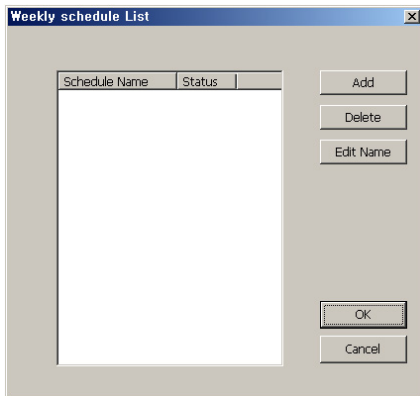 Weekly schedule List
Schedule Name Status
Add
Delete
Edit Name
OK
Cancel